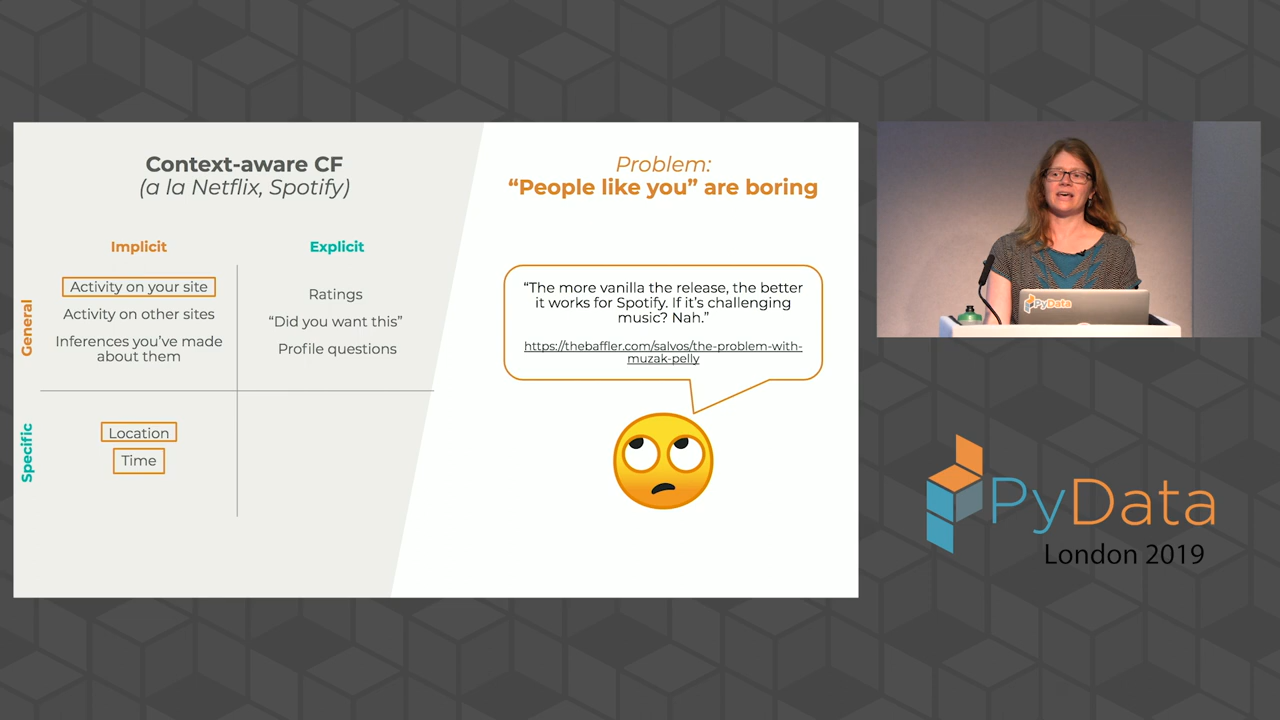 Context-aware CF
(a la Netflix, Spotify)
Implicit
Explicit
General
Activity on your site
Activity on other sites
Inferences you've made
about them
Ratings
“Did you want this”
Profile questions
Specific
Location
Time
Problem:
“People like you” are boring
“The more vanilla the release, the better
it works for Spotify. If it's challenging
music? Nah.”
https://thebaffler.com/salvos/the-problem-with-
muzak-pelly
PyData
PyData
London 2019